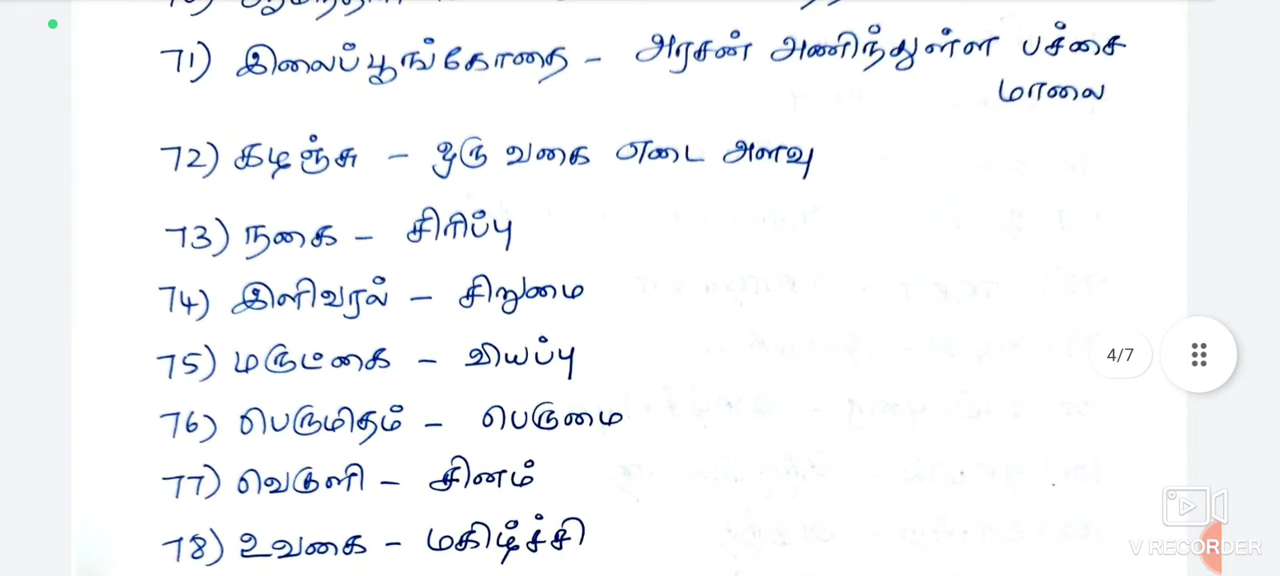 71) இலைப்பூங்கோதை - அரசன் அணிந்துள்ள பச்சை
மாலை
72) கழஞ்சு - ஒரு வகை எடை அளவு
73) நகை - சிரிப்பு
74) இளிவரல் - சிறுமை
75) மருட்கை - வியப்பு
4/7
76) பெருமிதம் - பெருமை
77) வெருளி - சினம்
78) உவகை - மகிழ்ச்சி
V RECORDER